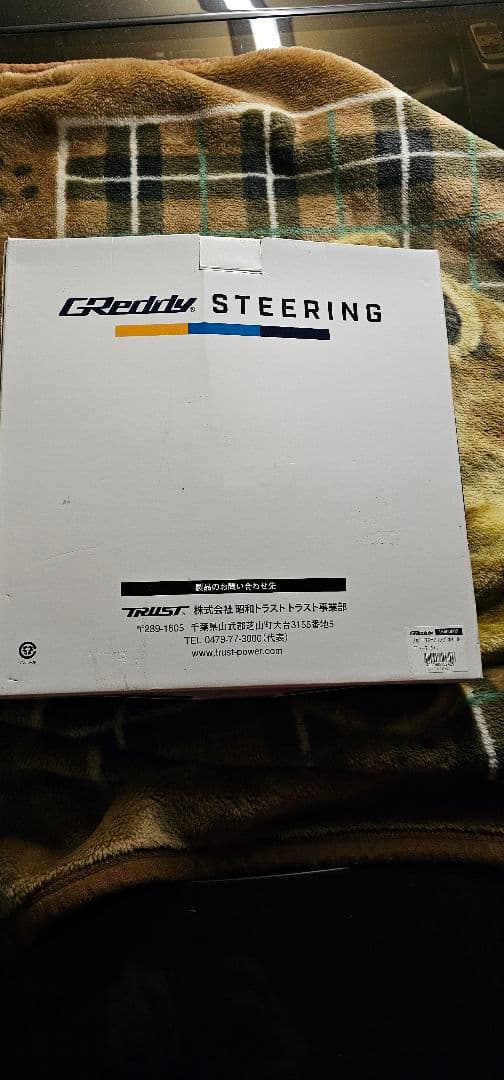 GReddy® STEERING
製品のお問い合わせ先
TRUST® 株式会社 昭和トラスト トラスト事業部
〒289-1605 千葉県山武郡芝山町大台3155番地5
TEL 0479-77-3000（代表）
www.trust-power.com
GReddy